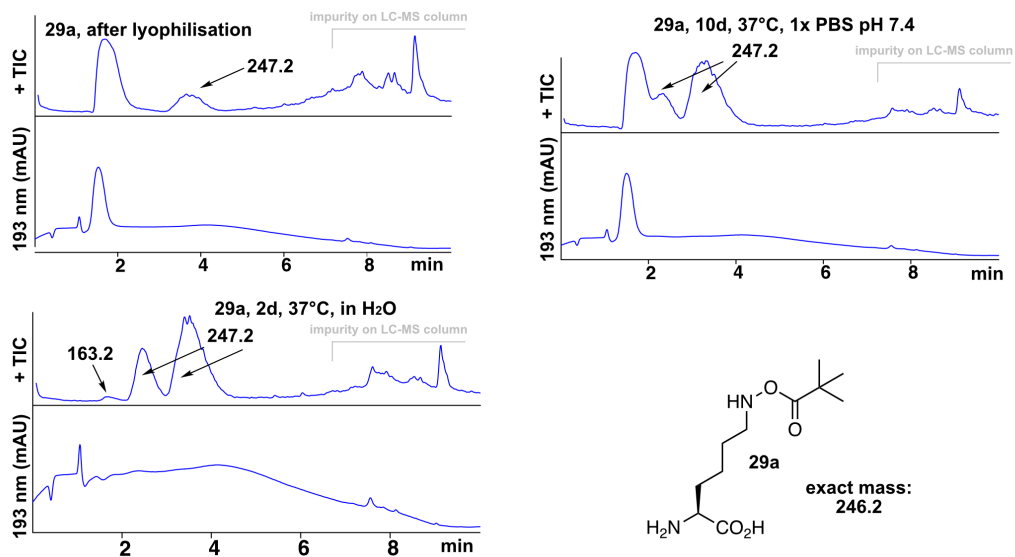 29a, after lyophilisation
impurity on LC-MS column
+ TIC
247.2
193 nm (mAU)
2 4 6 8 min
29a, 10d, 37°C, 1x PBS pH 7.4
impurity on LC-MS column
+ TIC
247.2
193 nm (mAU)
2 4 6 8 min
29a, 2d, 37°C, in H2O
impurity on LC-MS column
+ TIC
163.2
247.2
193 nm (mAU)
2 4 6 8 min
HN
O
O
29a
H2N
CO2H
exact mass:
246.2